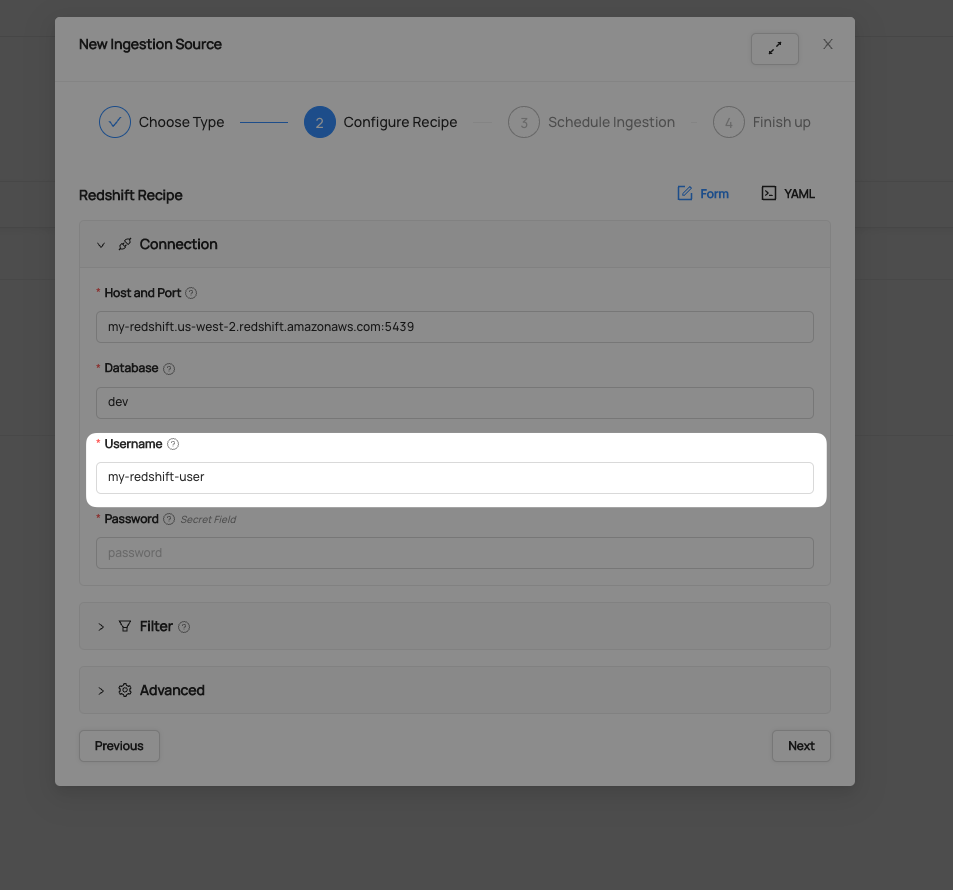 New Ingestion Source
Choose Type
2 Configure Recipe
3 Schedule Ingestion
4 Finish up
Redshift Recipe
Form
YAML
Connection
* Host and Port ?
my-redshift.us-west-2.redshift.amazonaws.com:5439
* Database ?
dev
* Username ?
my-redshift-user
* Password ? Secret Field
password
Filter ?
Advanced
Previous
Next